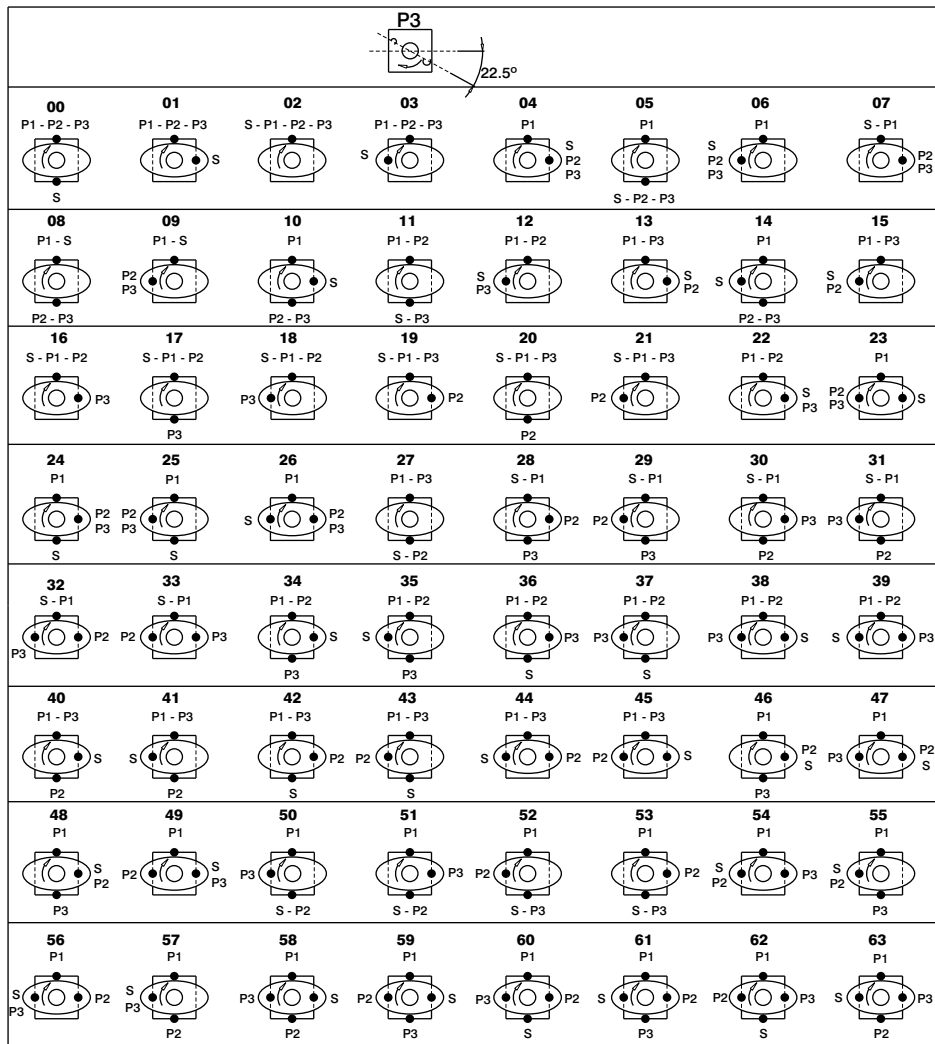 P3
22.5°
00
P1 - P2 - P3
S
01
P1 - P2 - P3
S
02
S - P1 - P2 - P3
03
P1 - P2 - P3
S
04
P1
S
P2
P3
05
P1
S - P2 - P3
06
P1
S
P2
P3
07
S - P1
P2
P3
08
P1 - S
P2 - P3
09
P1 - S
P2
P3
10
P1
S
P2 - P3
11
P1 - P2
S - P3
12
P1 - P2
S
P3
13
P1 - P3
S
P2
14
P1
S
P2 - P3
15
P1 - P3
S
P2
16
S - P1 - P2
P3
17
S - P1 - P2
P3
18
S - P1 - P2
P3
19
S - P1 - P3
P2
20
S - P1 - P3
P2
21
S - P1 - P3
P2
22
P1 - P2
S
P3
23
P1
P2
P3
S
24
P1
P2
P3
S
25
P1
P2
P3
S
26
P1
S
P2
P3
27
P1 - P3
S - P2
28
S - P1
P2
P3
29
S - P1
P2
P3
30
S - P1
P3
P2
31
S - P1
P3
P2
32
S - P1
P2
P3
33
S - P1
P2
P3
34
P1 - P2
S
P3
35
P1 - P2
S
P3
36
P1 - P2
P3
S
37
P1 - P2
P3
S
38
P1 - P2
P3
S
39
P1 - P2
S
P3
40
P1 - P3
S
P2
41
P1 - P3
S
P2
42
P1 - P3
P2
S
43
P1 - P3
P2
S
44
P1 - P3
S
P2
45
P1 - P3
P2
S
46
P1
P2
S
P3
47
P1
P3
P2
S
48
P1
S
P2
P3
49
P1
P2
S
P3
50
P1
P3
S - P2
51
P1
P3
S - P2
52
P1
P2
S - P3
53
P1
P2
S - P3
54
P1
S
P2
P3
55
P1
S
P2
P3
56
P1
S
P3
P2
57
P1
S
P3
P2
58
P1
P3
S
P2
59
P1
P2
S
P3
60
P1
P3
P2
S
61
P1
S
P2
P3
62
P1
P2
P3
S
63
P1
S
P3
P2